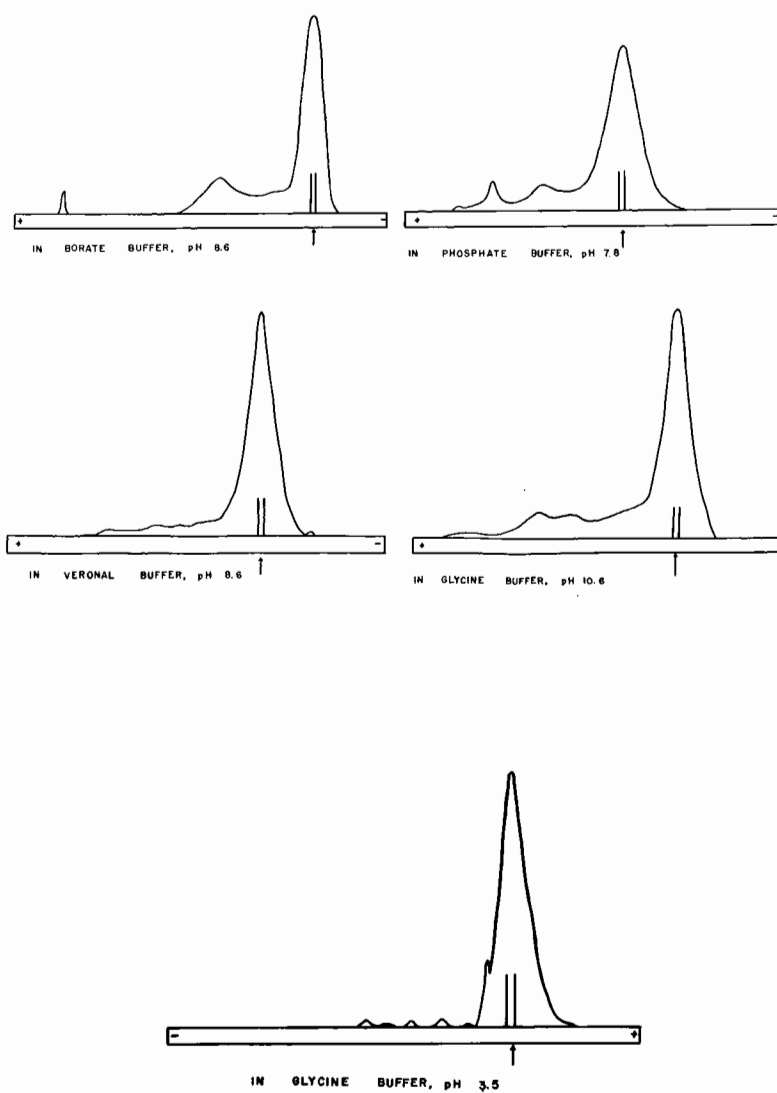 + -
IN BORATE BUFFER, pH 8.6
+ -
IN PHOSPHATE BUFFER, pH 7.8
+ -
IN VERONAL BUFFER, pH 8.6
+ -
IN GLYCINE BUFFER, pH 10.6
- +
IN GLYCINE BUFFER, pH 3.5